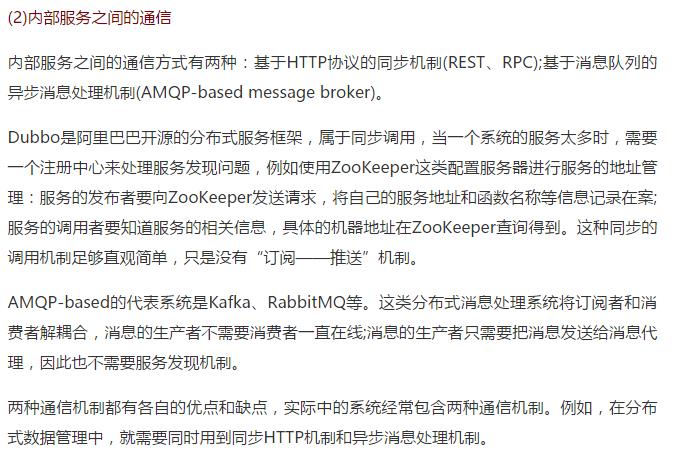 (2)内部服务之间的通信
内部服务之间的通信方式有两种：基于HTTP协议的同步机制(REST、RPC);基于消息队列的
异步消息处理机制(AMQP-based message broker)。
Dubbo是阿里巴巴开源的分布式服务框架，属于同步调用，当一个系统的服务太多时，需要
一个注册中心来处理服务发现问题，例如使用ZooKeeper这类配置服务器进行服务的地址管
理：服务的发布者要向ZooKeeper发送请求，将自己的服务地址和函数名称等信息记录在案;
服务的调用者要知道服务的相关信息，具体的机器地址在ZooKeeper查询得到。这种同步的
调用机制足够直观简单，只是没有“订阅——推送”机制。
AMQP-based的代表系统是Kafka、RabbitMQ等。这类分布式消息处理系统将订阅者和消
费者解耦合，消息的生产者不需要消费者一直在线;消息的生产者只需要把消息发送给消息代
理，因此也不需要服务发现机制。
两种通信机制都有各自的优点和缺点，实际中的系统经常包含两种通信机制。例如，在分布
式数据管理中，就需要同时用到同步HTTP机制和异步消息处理机制。